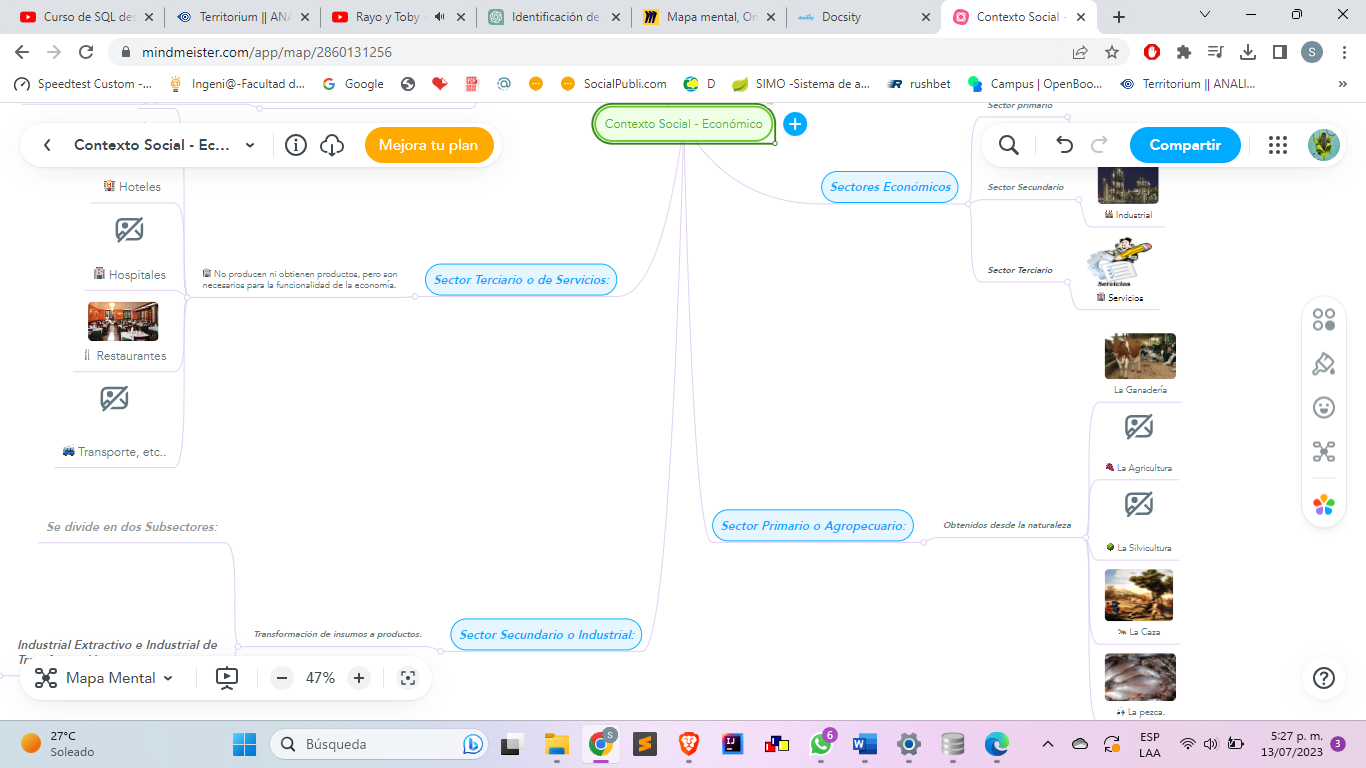 Curso de SQL des
Territorium || ANA
Rayo y Toby -
Identificación de
Mapa mental, On
Docsity
Contexto Social -
mindmeister.com/app/map/2860131256
S
Speedtest Custom -...
Ingeni@-Facultad d...
Google
SocialPubli.com
D
SIMO -Sistema de a...
rushbet
Campus | OpenBoo...
Territorium || ANALI...
»
Contexto Social - Ec...
Mejora tu plan
Contexto Social - Económico
Compartir
Sector primario
Sectores Económicos
Sector Secundario
Industrial
Sector Terciario
Servicios
Servicios
Hoteles
Hospitales
Restaurantes
Transporte, etc..
No producen ni obtienen productos, pero son
necesarios para la funcionalidad de la economía.
Sector Terciario o de Servicios:
La Ganadería
La Agricultura
La Silvicultura
La Caza
La pezca.
Sector Primario o Agropecuario:
Obtenidos desde la naturaleza
Se divide en dos Subsectores:
Transformación de insumos a productos.
Sector Secundario o Industrial:
Industrial Extractivo e Industrial de
Mapa Mental
47%
27°C
Soleado
Búsqueda
S
6
ESP
LAA
5:27 p. m.
13/07/2023
3